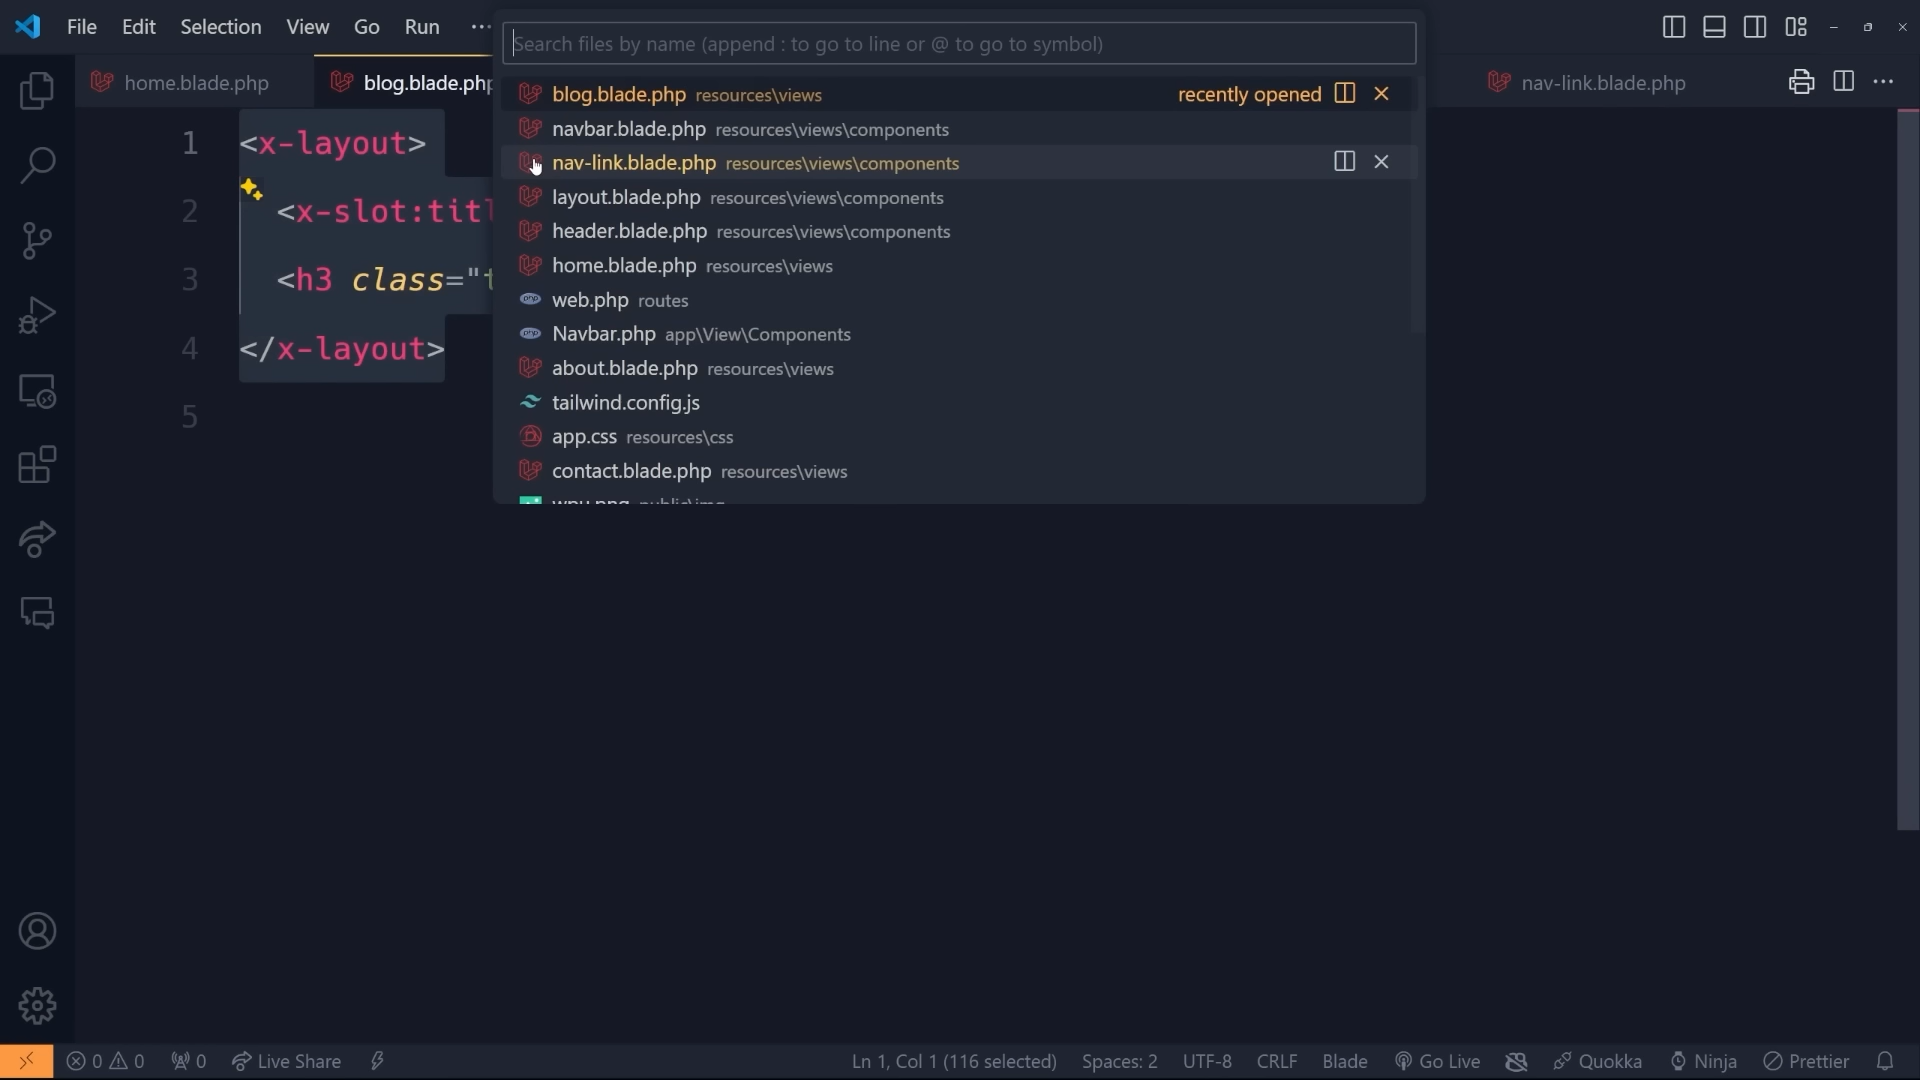 File Edit Selection View Go Run ···
Search files by name (append : to go to line or @ to go to symbol)
home.blade.php blog.blade.php nav-link.blade.php
blog.blade.php resources\views recently opened
navbar.blade.php resources\views\components
nav-link.blade.php resources\views\components
layout.blade.php resources\views\components
header.blade.php resources\views\components
home.blade.php resources\views
web.php routes
Navbar.php app\View\Components
about.blade.php resources\views
tailwind.config.js
app.css resources\css
contact.blade.php resources\views
1 <x-layout>
2 <x-slot:titl
3 <h3 class="t
4 </x-layout>
5
0 0 0 Live Share Ln 1, Col 1 (116 selected) Spaces: 2 UTF-8 CRLF Blade Go Live Quokka Ninja Prettier